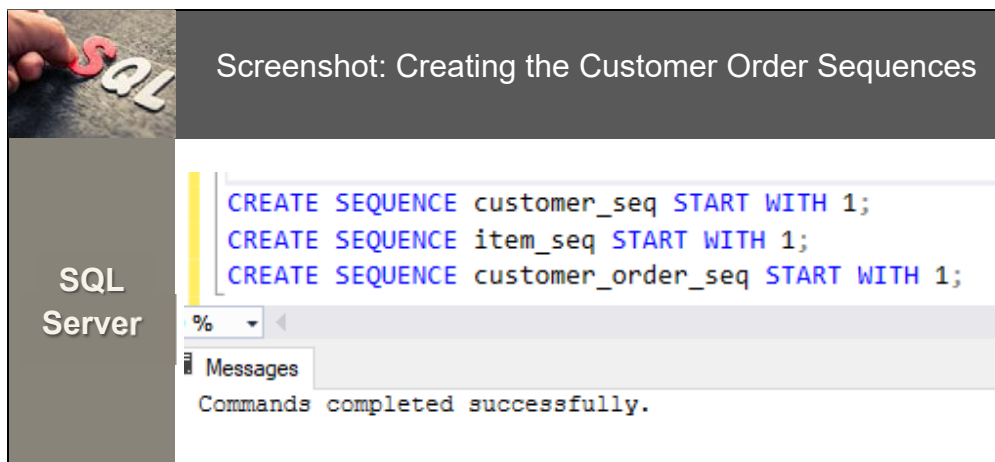 SQL
Screenshot: Creating the Customer Order Sequences
SQL
Server
CREATE SEQUENCE customer_seq START WITH 1;
CREATE SEQUENCE item_seq START WITH 1;
CREATE SEQUENCE customer_order_seq START WITH 1;
%
Messages
Commands completed successfully.